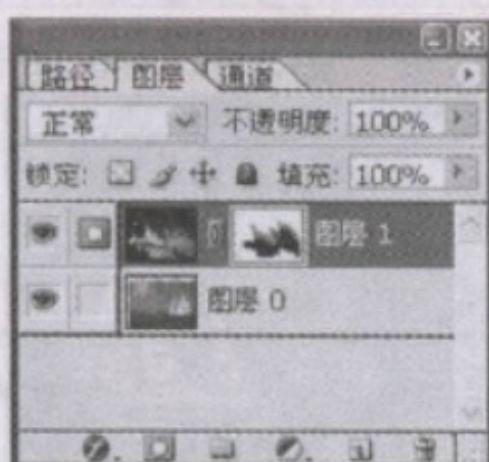 路径 图层 通道
正常 不透明度: 100%
锁定: 填充: 100%
图层 1
图层 0